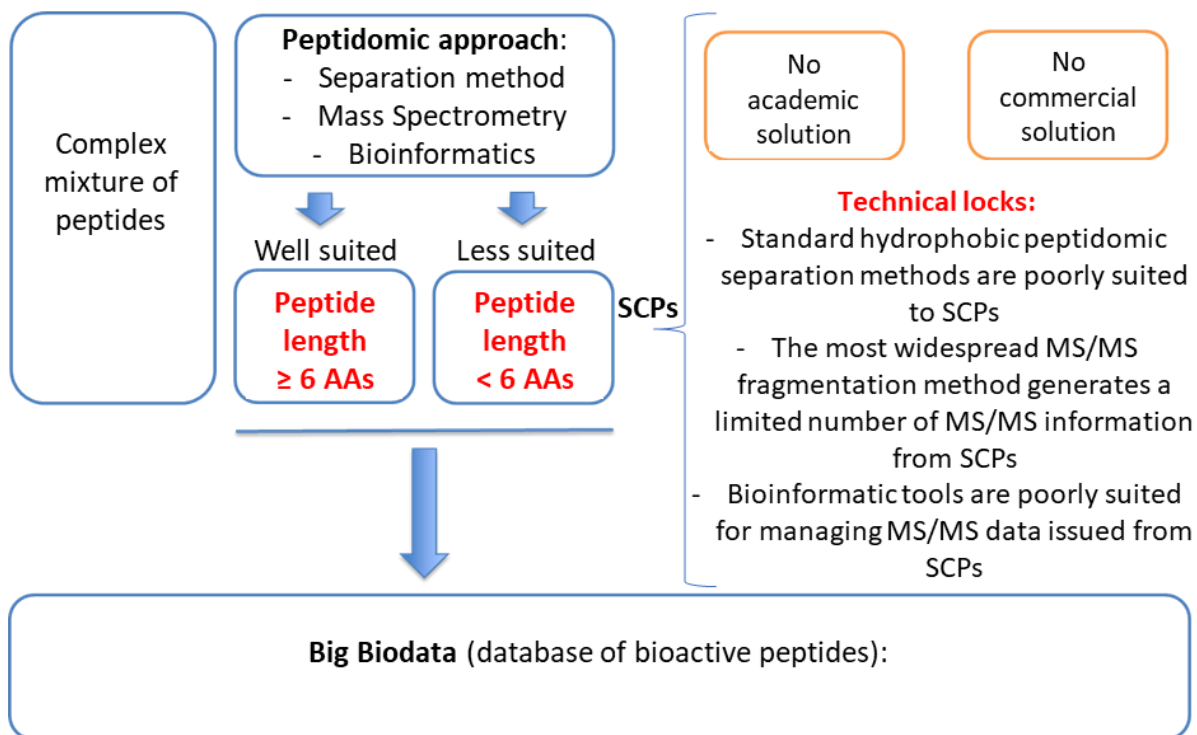 Complex
mixture of
peptides
Peptidomic approach:
- Separation method
- Mass Spectrometry
- Bioinformatics
Well suited
Less suited
Peptide
length
≥ 6 AAs
Peptide
length
< 6 AAs
SCPs
No
academic
solution
No
commercial
solution
Technical locks:
- Standard hydrophobic peptidomic
separation methods are poorly suited
to SCPs
- The most widespread MS/MS
fragmentation method generates a
limited number of MS/MS information
from SCPs
- Bioinformatic tools are poorly suited
for managing MS/MS data issued from
SCPs
Big Biodata (database of bioactive peptides):